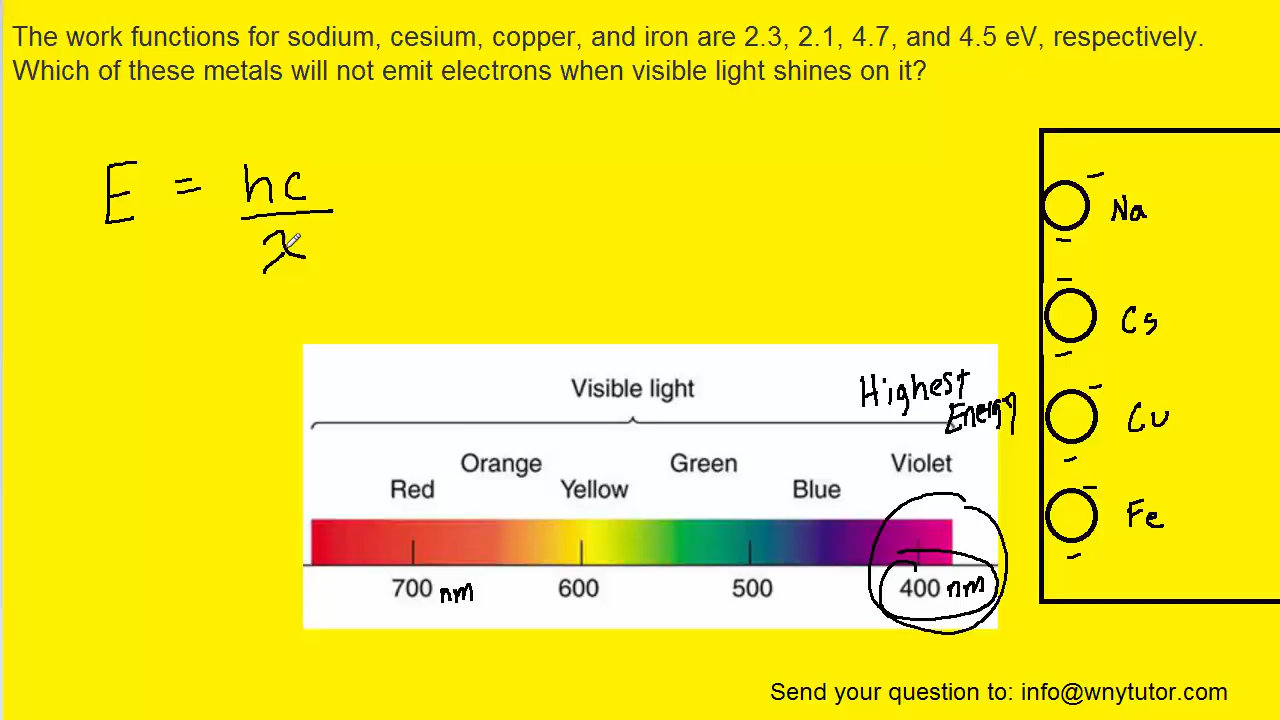 The work functions for sodium, cesium, copper, and iron are 2.3, 2.1, 4.7, and 4.5 eV, respectively.
Which of these metals will not emit electrons when visible light shines on it?
E = hc
λ
Na
Cs
Cu
Fe
Visible light
Highest
Energy
Orange Green Violet
Red Yellow Blue
700 nm 600 500 400 nm
Send your question to: info@wnytutor.com